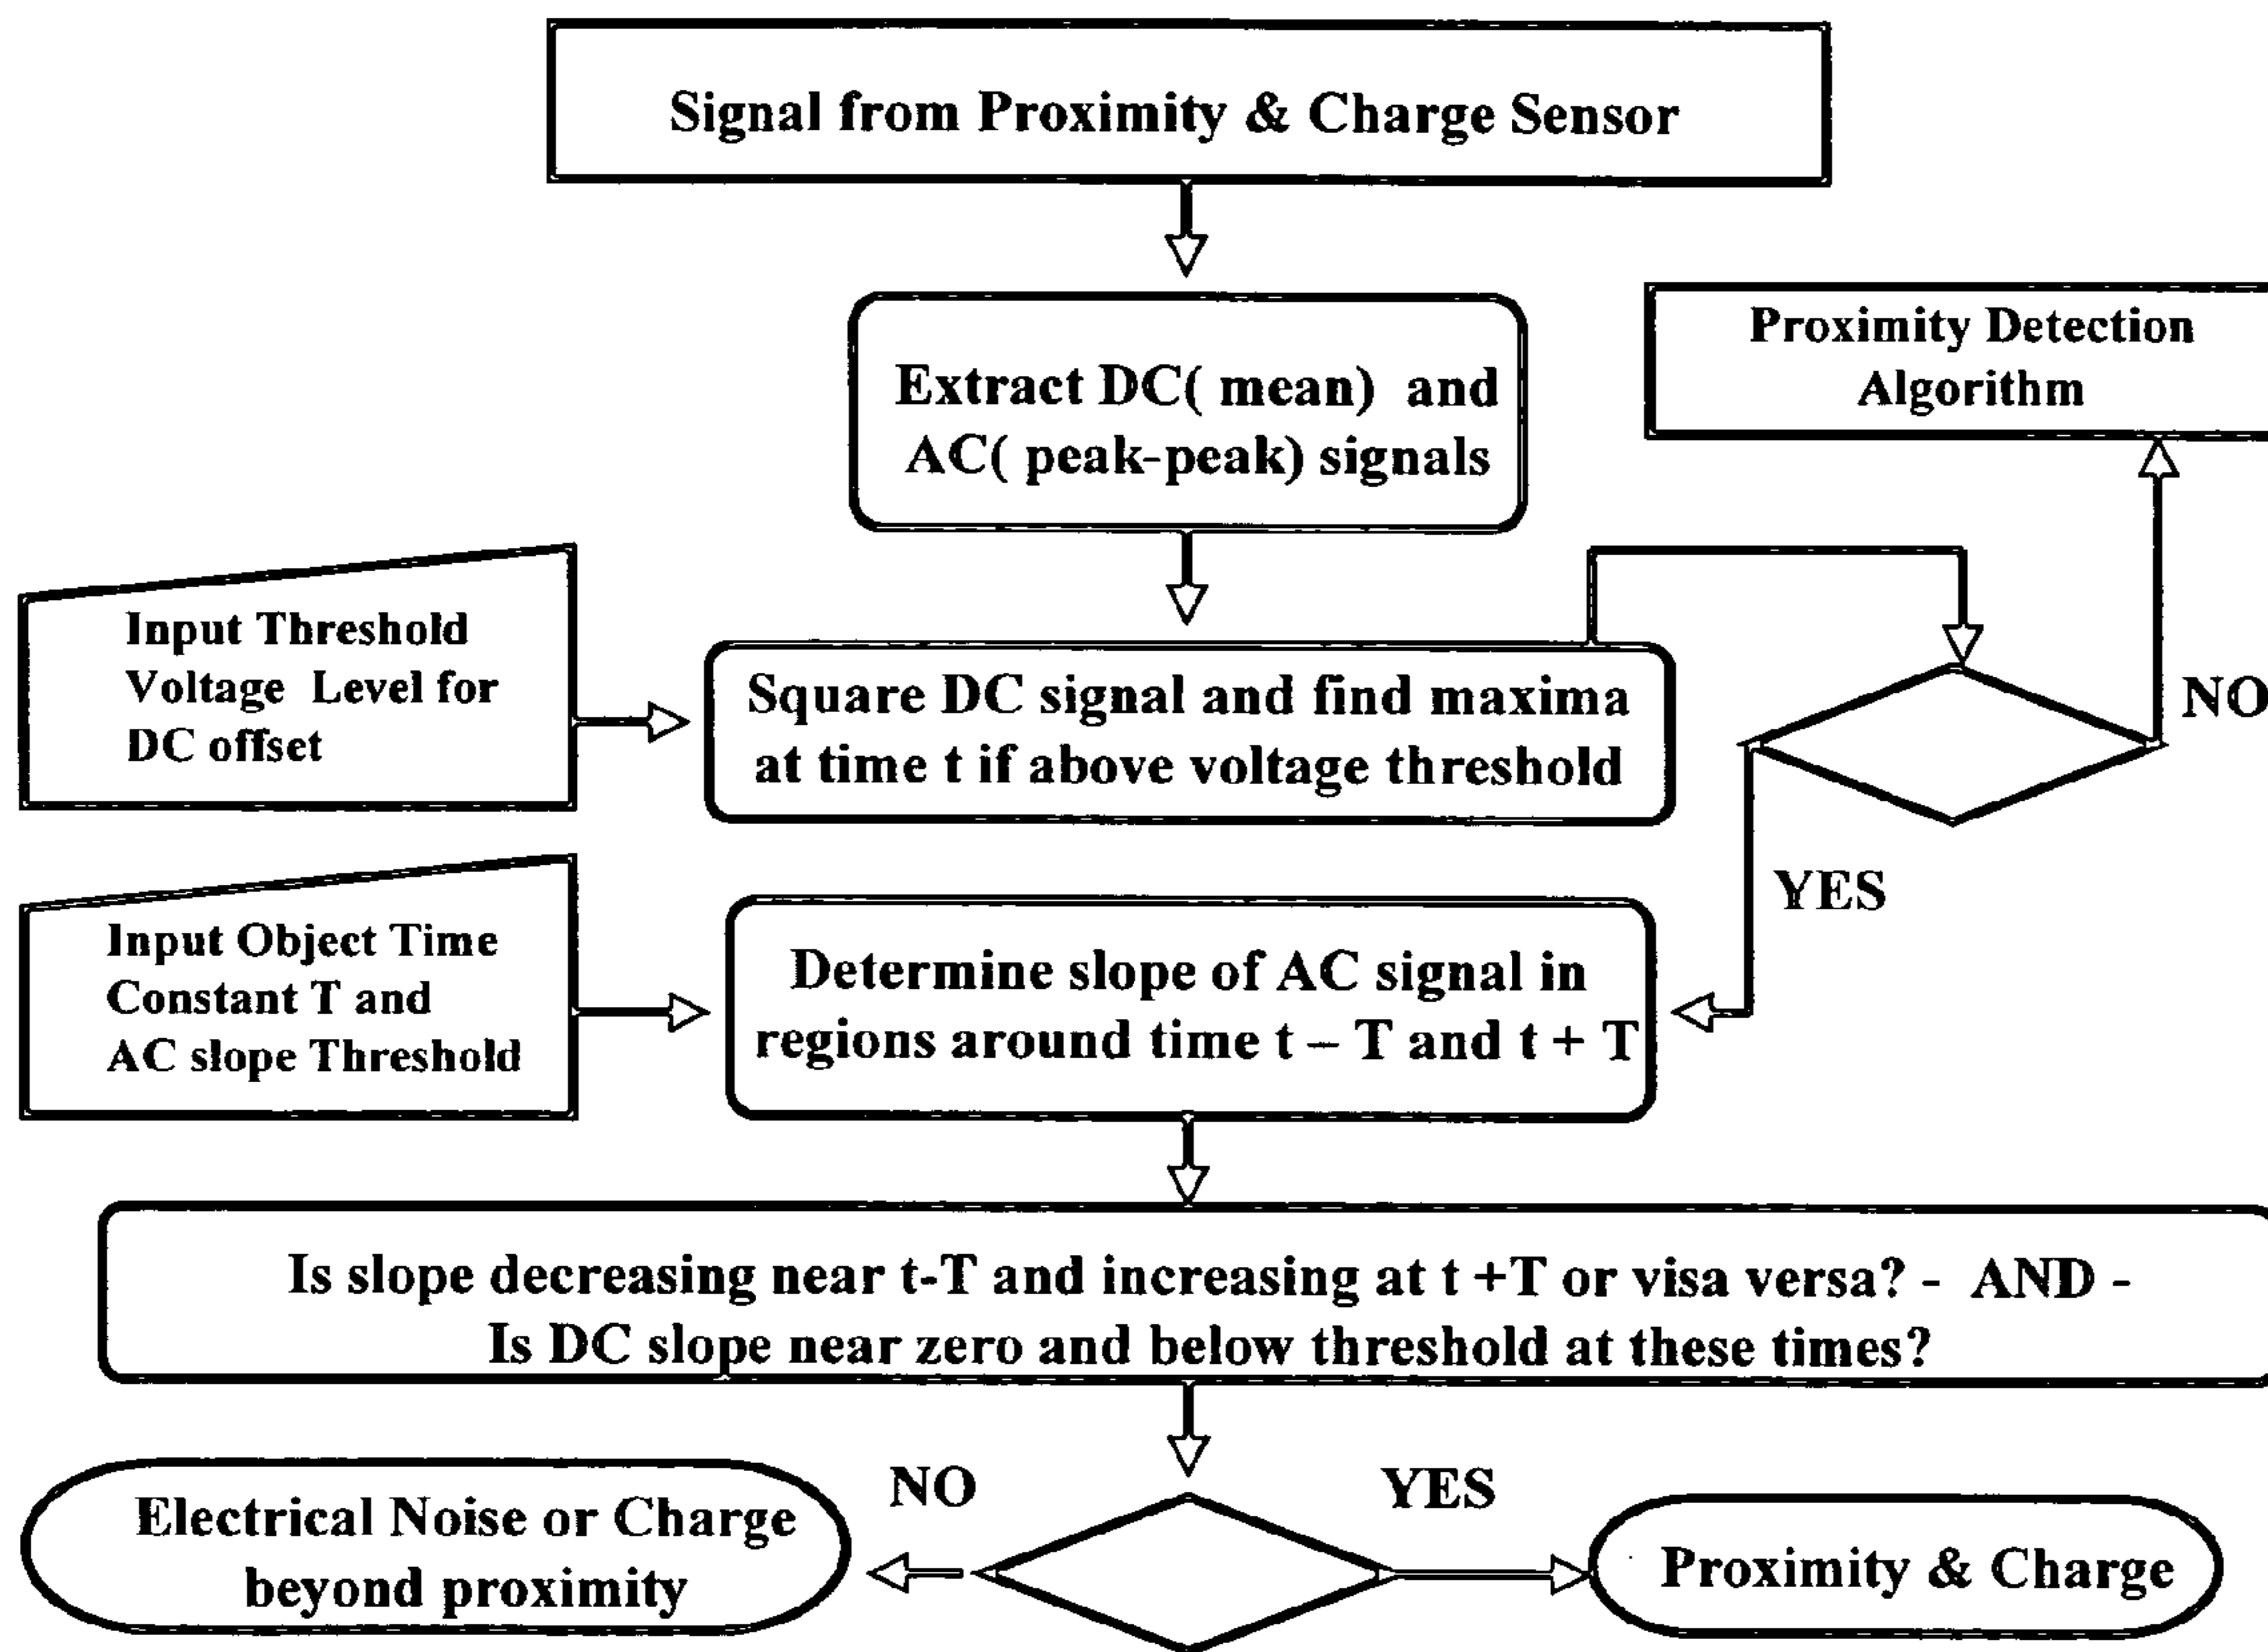 Signal from Proximity & Charge Sensor
Extract DC( mean) and
AC( peak-peak) signals
Proximity Detection
Algorithm
Input Threshold
Voltage Level for
DC offset
Square DC signal and find maxima
at time t if above voltage threshold
NO
YES
Input Object Time
Constant T and
AC slope Threshold
Determine slope of AC signal in
regions around time t – T and t + T
Is slope decreasing near t-T and increasing at t +T or visa versa? - AND -
Is DC slope near zero and below threshold at these times?
NO
YES
Electrical Noise or Charge
beyond proximity
Proximity & Charge